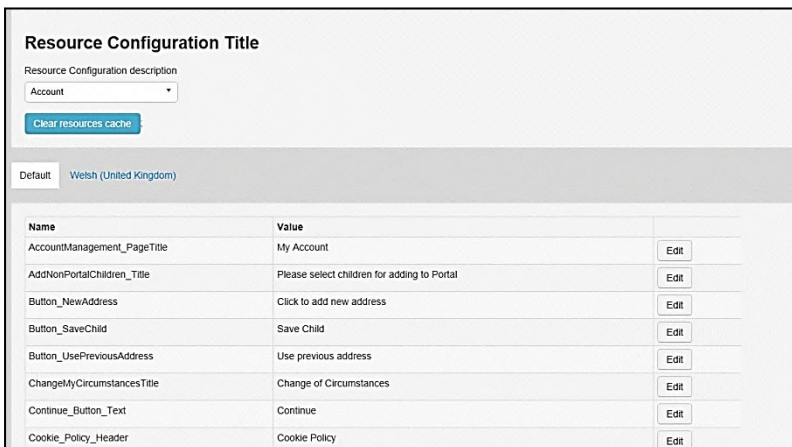 Resource Configuration Title
Resource Configuration description
Account
Clear resources cache
Default Welsh (United Kingdom)
Name Value
AccountManagement_PageTitle My Account Edit
AddNonPortalChildren_Title Please select children for adding to Portal Edit
Button_NewAddress Click to add new address Edit
Button_SaveChild Save Child Edit
Button_UsePreviousAddress Use previous address Edit
ChangeMyCircumstancesTitle Change of Circumstances Edit
Continue_Button_Text Continue Edit
Cookie_Policy_Header Cookie Policy Edit